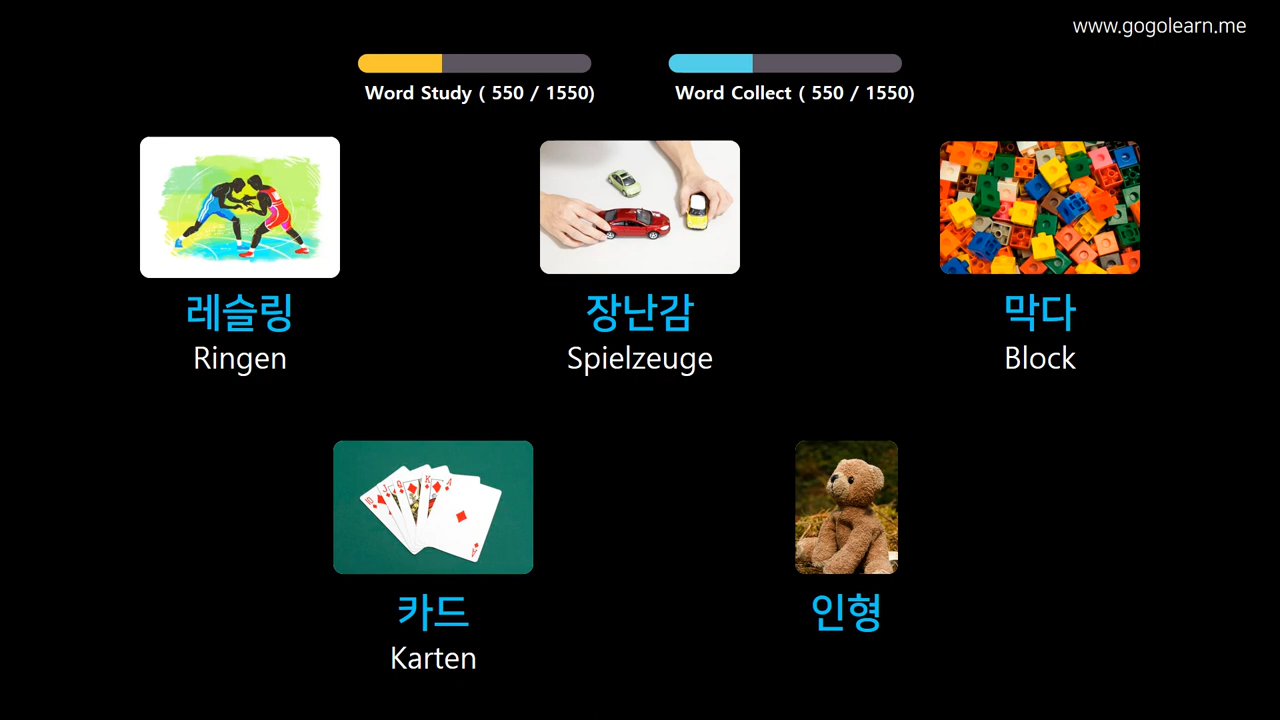 www.gogolearn.me
Word Study ( 550 / 1550)
Word Collect ( 550 / 1550)
레슬링
Ringen
장난감
Spielzeuge
막다
Block
카드
Karten
인형
10 J Q K A
A